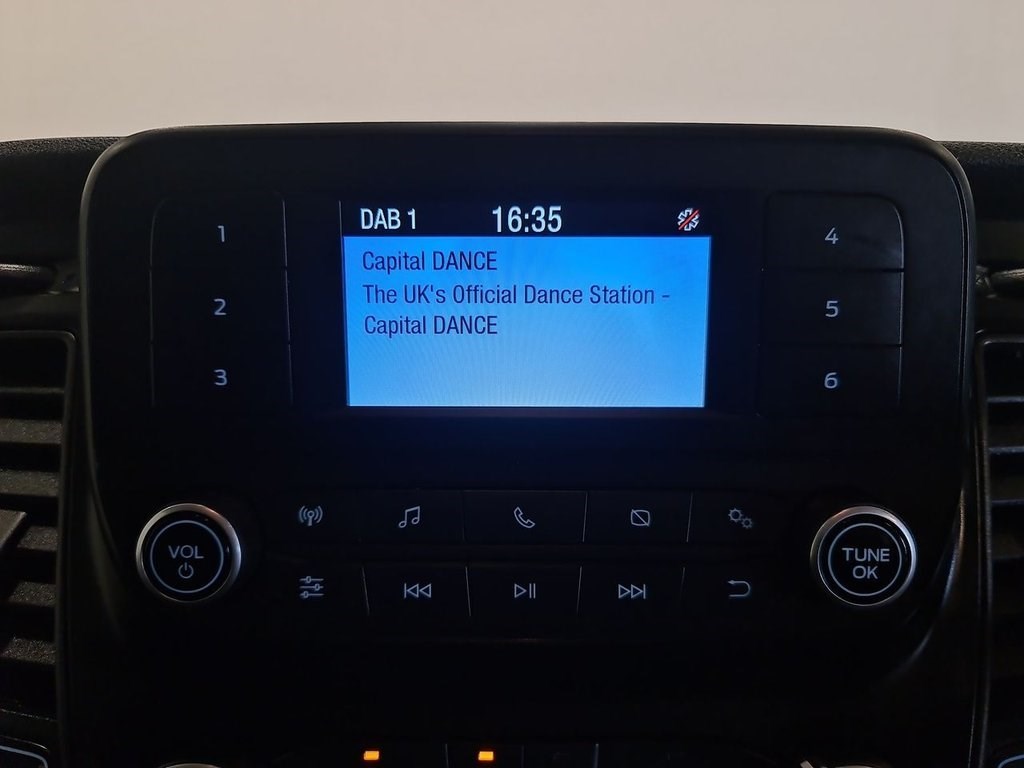 DAB 1 16:35
Capital DANCE
The UK's Official Dance Station -
Capital DANCE
1
2
3
4
5
6
VOL
TUNE
OK